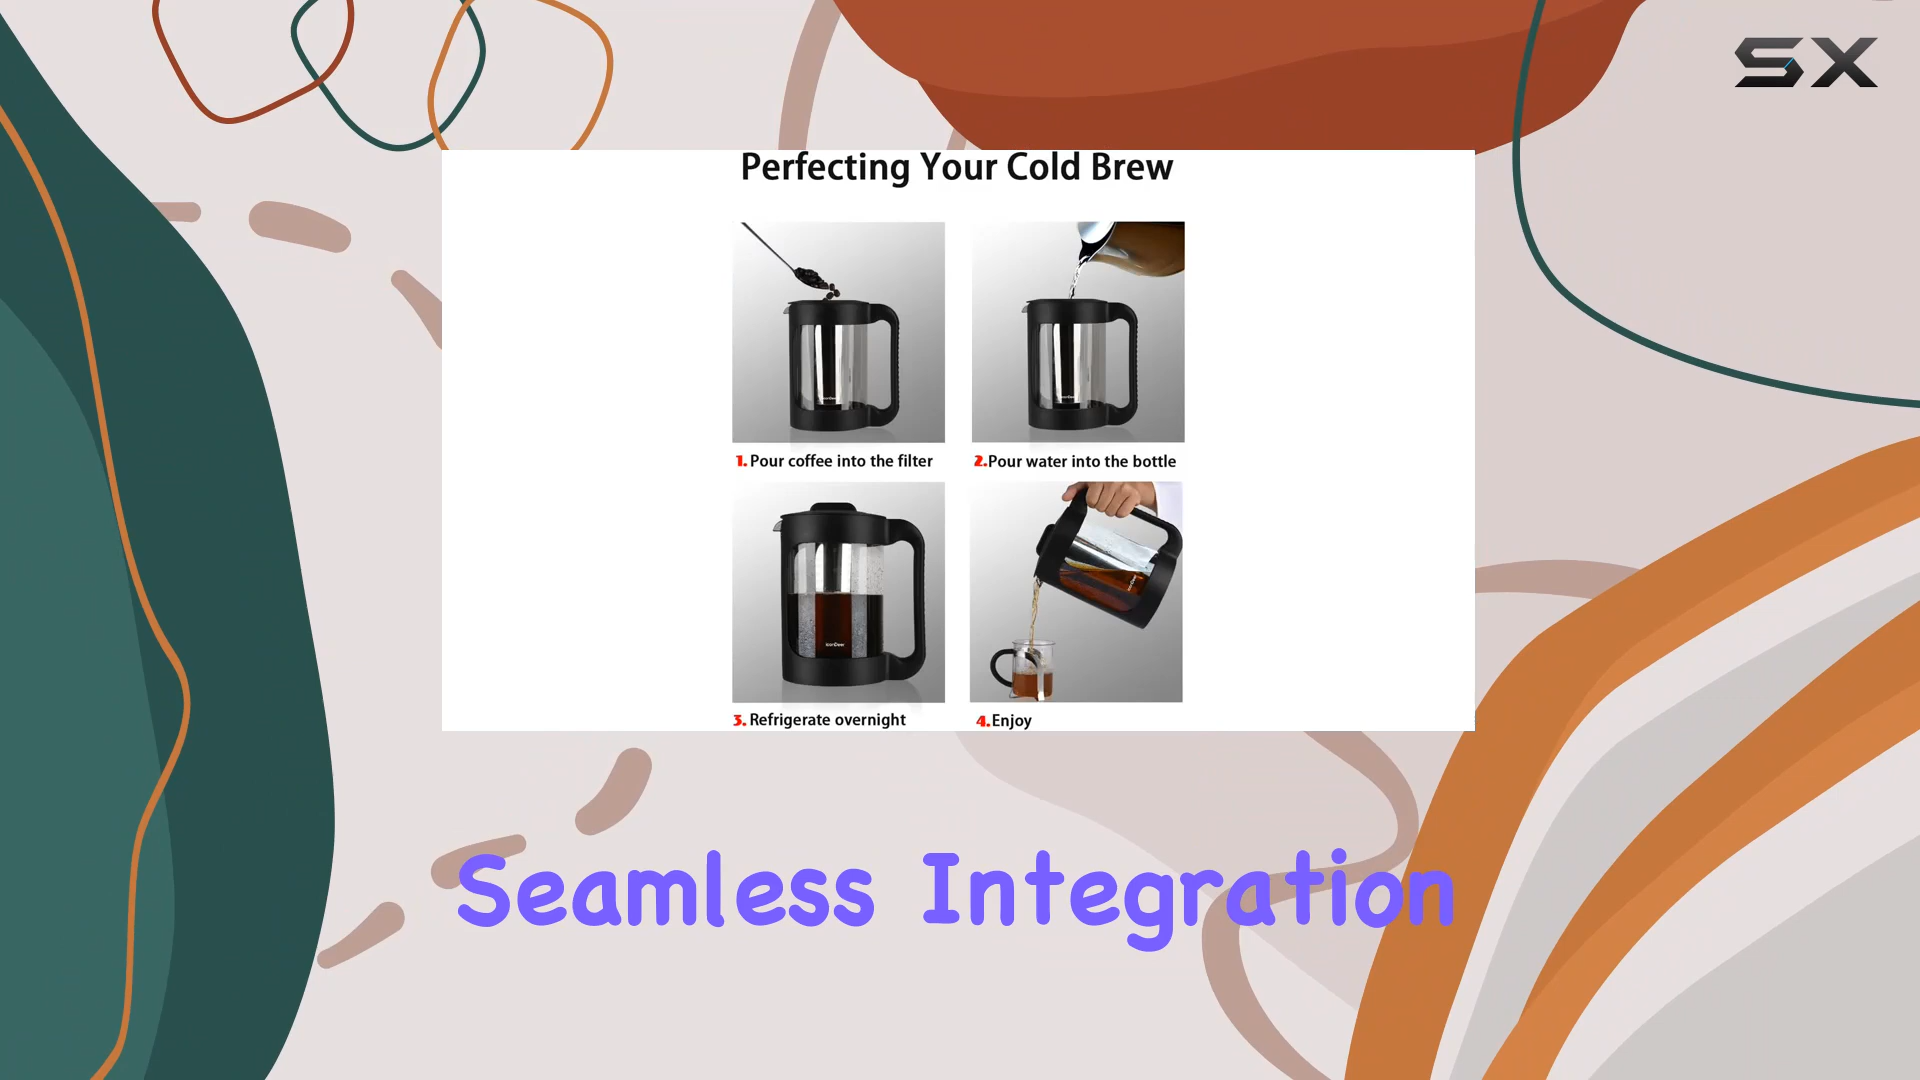 SX
Perfecting Your Cold Brew
1. Pour coffee into the filter
2.Pour water into the bottle
3. Refrigerate overnight
4.Enjoy
Seamless Integration